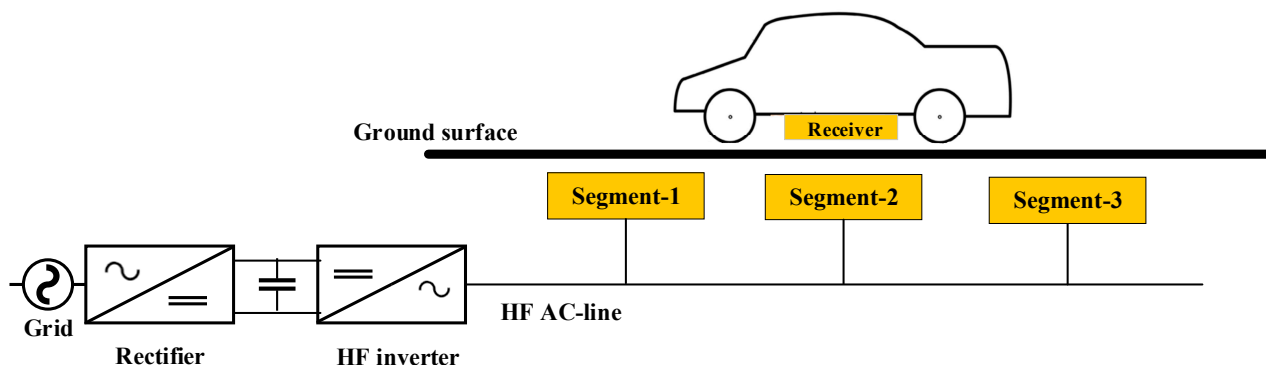 Receiver
Ground surface
Segment-1
Segment-2
Segment-3
Grid
HF AC-line
Rectifier
HF inverter